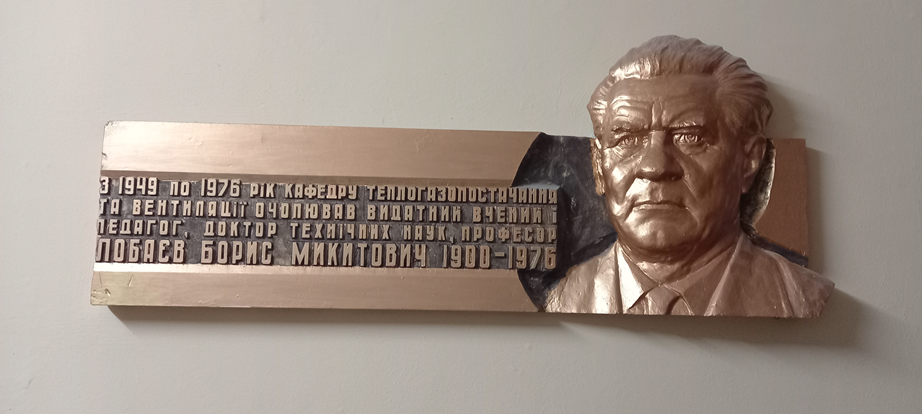 З 1949 по 1976 рік КАФЕДРУ ТЕПЛОГАЗОПОСТАЧАННЯ
ТА ВЕНТИЛАЦІЇ ОЧОЛЮВАВ ВИДАТНИЙ ВЧЕНИЙ І
ПЕДАГОГ, ДОКТОР ТЕХНІЧНИХ НАУК, ПРОФЕСОР
ЛОБАЄВ БОРИС МИКИТОВИЧ 1900-1976